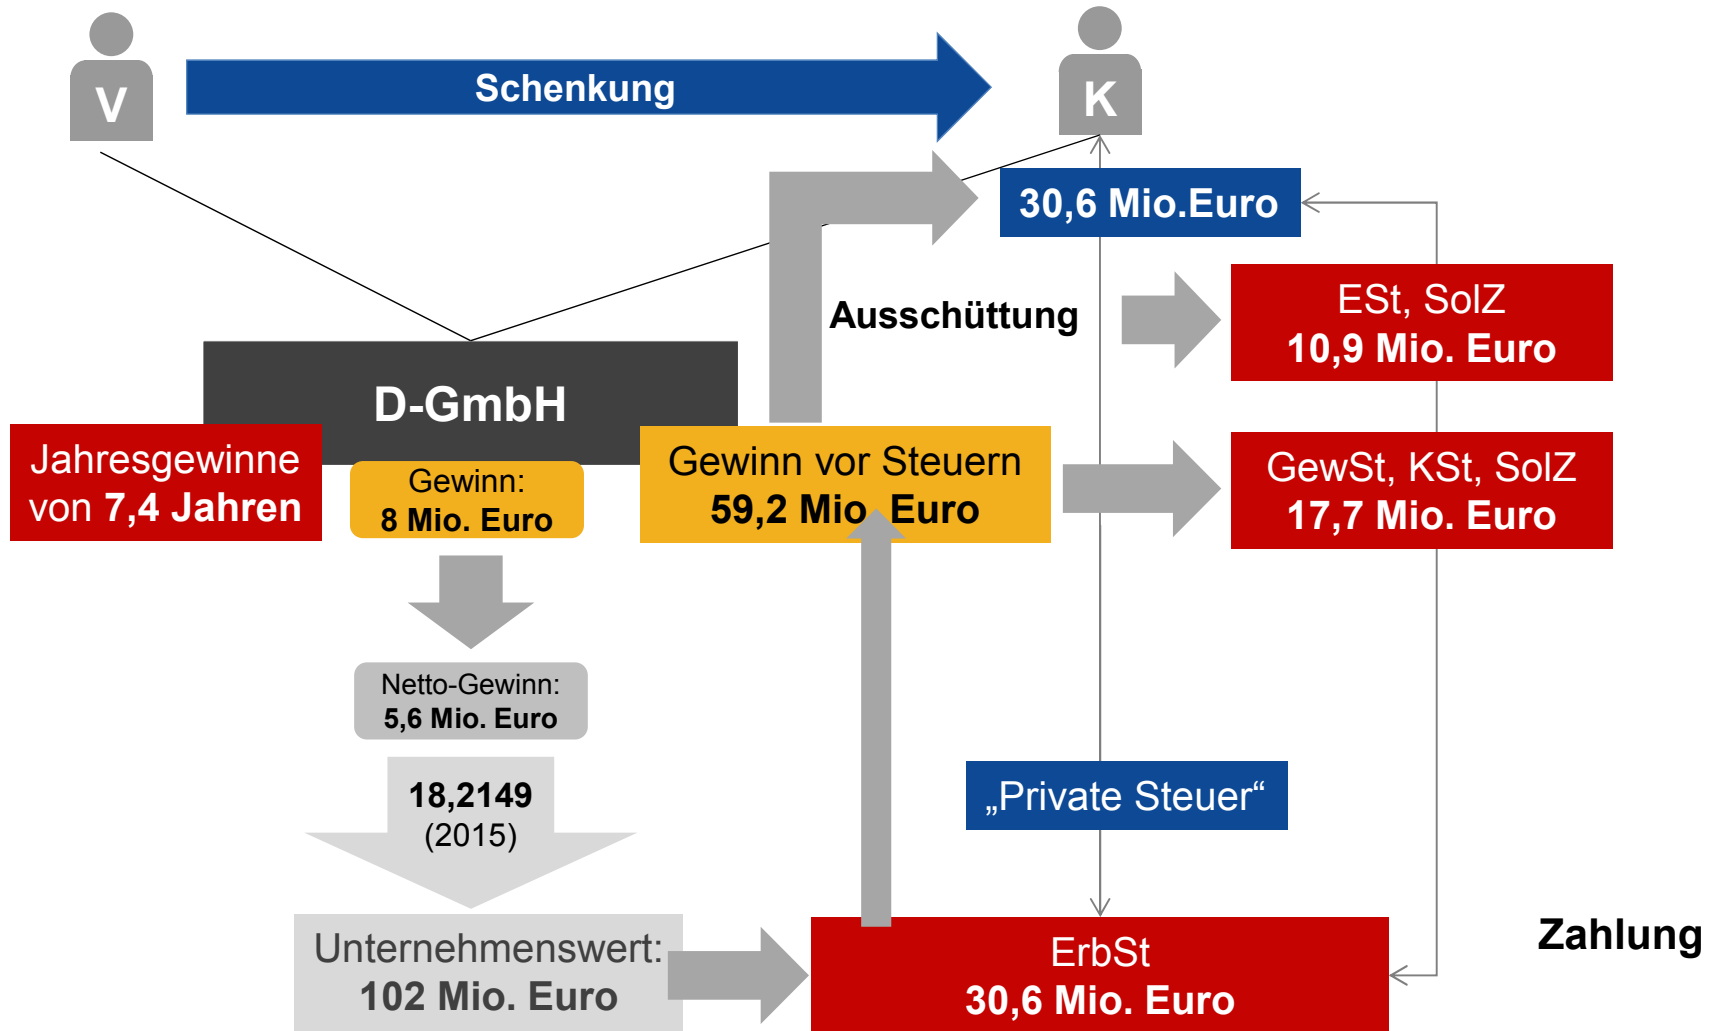 V
Schenkung
K
30,6 Mio.Euro
Ausschüttung
ESt, SolZ
10,9 Mio. Euro
D-GmbH
Jahresgewinne
von 7,4 Jahren
Gewinn:
8 Mio. Euro
Gewinn vor Steuern
59,2 Mio. Euro
GewSt, KSt, SolZ
17,7 Mio. Euro
Netto-Gewinn:
5,6 Mio. Euro
18,2149
(2015)
„Private Steuer“
Unternehmenswert:
102 Mio. Euro
ErbSt
30,6 Mio. Euro
Zahlung